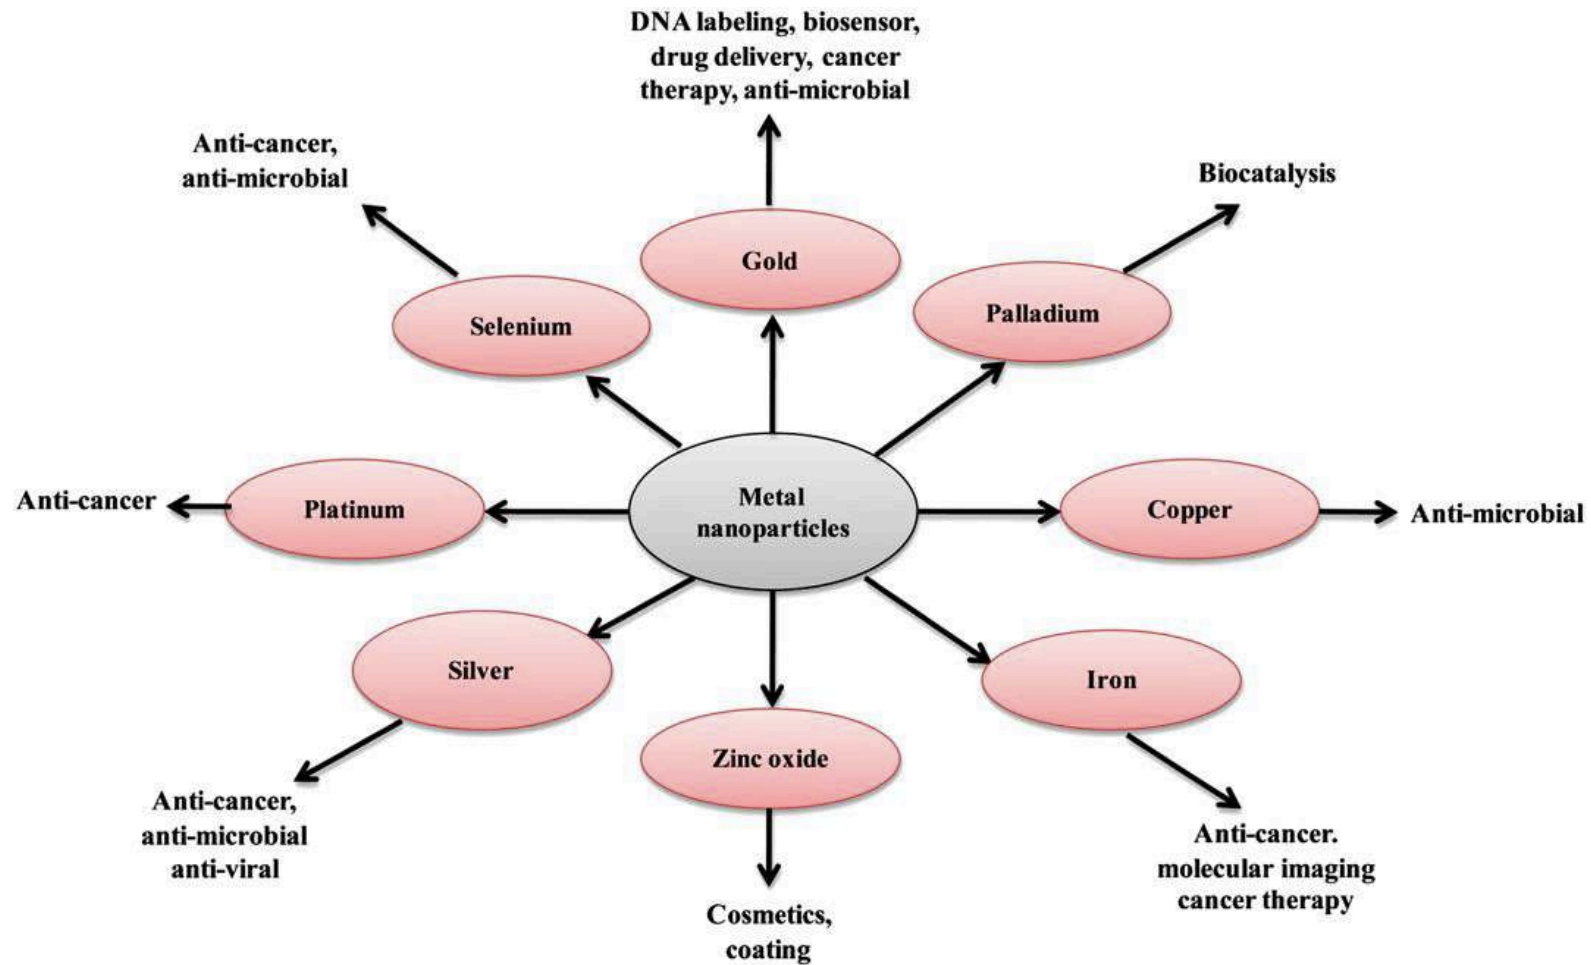 DNA labeling, biosensor,
drug delivery, cancer
therapy, anti-microbial
Anti-cancer,
anti-microbial
Biocatalysis
Gold
Palladium
Selenium
Metal
nanoparticles
Anti-cancer
Platinum
Copper
Anti-microbial
Silver
Iron
Zinc oxide
Anti-cancer,
anti-microbial
anti-viral
Anti-cancer.
molecular imaging
cancer therapy
Cosmetics,
coating